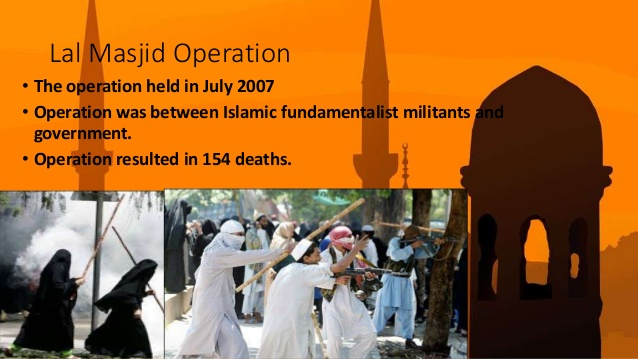 Lal Masjid Operation
• The operation held in July 2007
• Operation was between Islamic fundamentalist militants and
government.
• Operation resulted in 154 deaths.